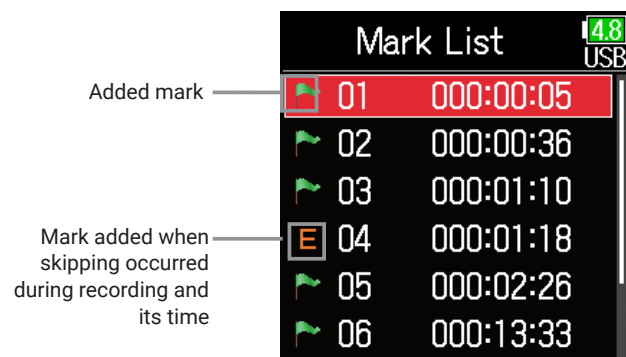 Mark List
4.8
USB
Added mark
01 000:00:05
02 000:00:36
03 000:01:10
Mark added when
skipping occurred
during recording and
its time
E 04 000:01:18
05 000:02:26
06 000:13:33